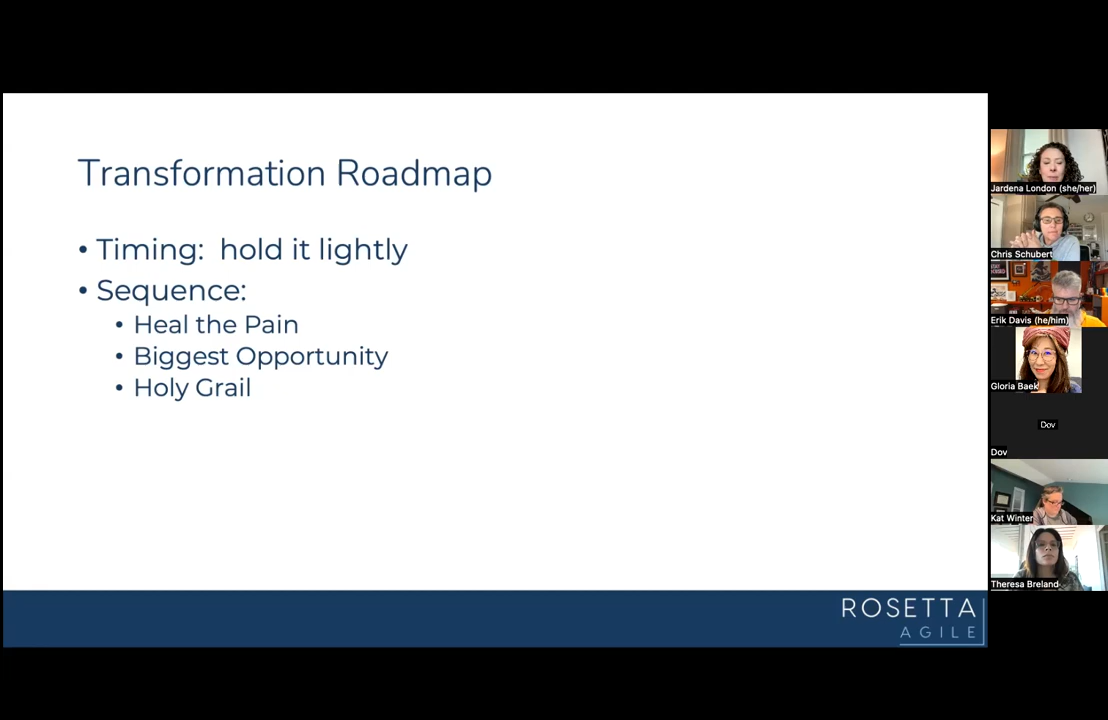 Transformation Roadmap
• Timing: hold it lightly
• Sequence:
• Heal the Pain
• Biggest Opportunity
• Holy Grail
ROSETTA
AGILE
Jardena London (she/her)
Chris Schubert
Erik Davis (he/him)
Gloria Baek
Dov
Dov
Kat Winter
Theresa Breland